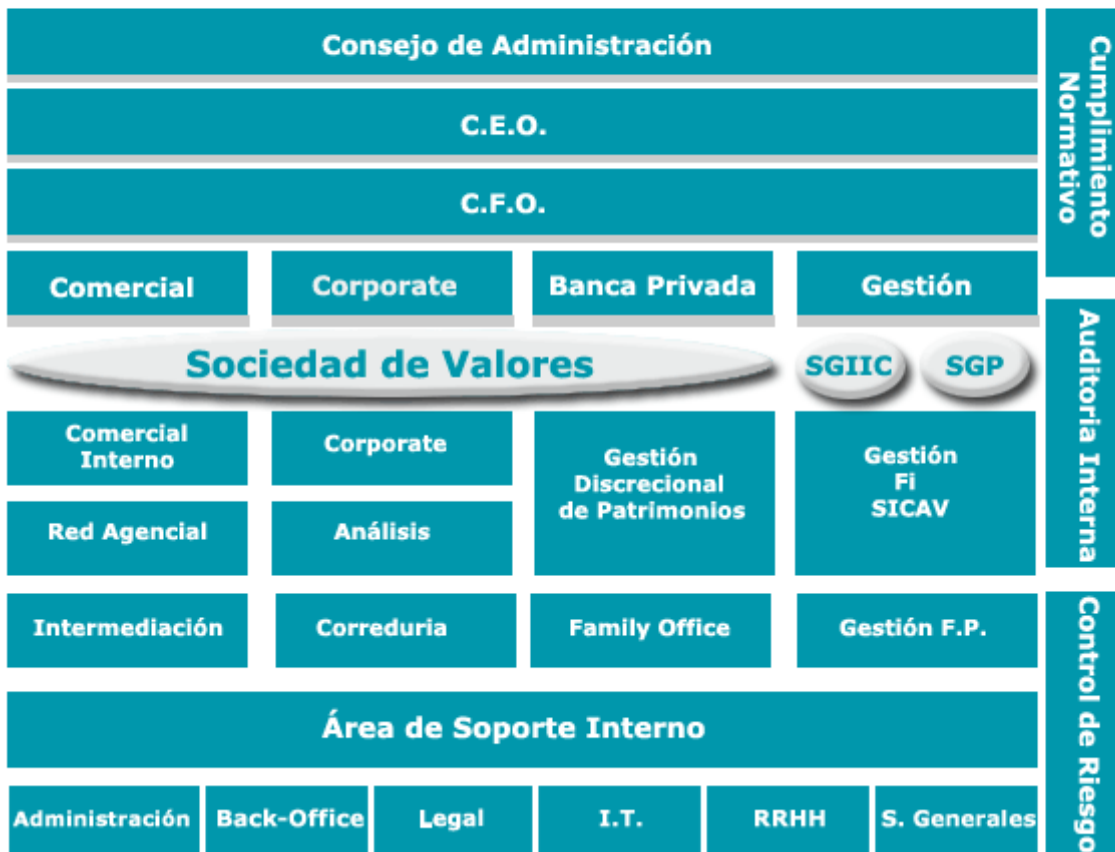 Consejo de Administración
C.E.O.
C.F.O.
Comercial
Corporate
Banca Privada
Gestión
Sociedad de Valores
SGIIC
SGP
Comercial
Interno
Corporate
Gestión
Discrecional
de Patrimonios
Gestión
Fi
SICAV
Red Agencial
Análisis
Intermediación
Correduria
Family Office
Gestión F.P.
Área de Soporte Interno
Administración
Back-Office
Legal
I.T.
RRHH
S. Generales
Cumplimiento
Normativo
Auditoria Interna
Control de Riesgo